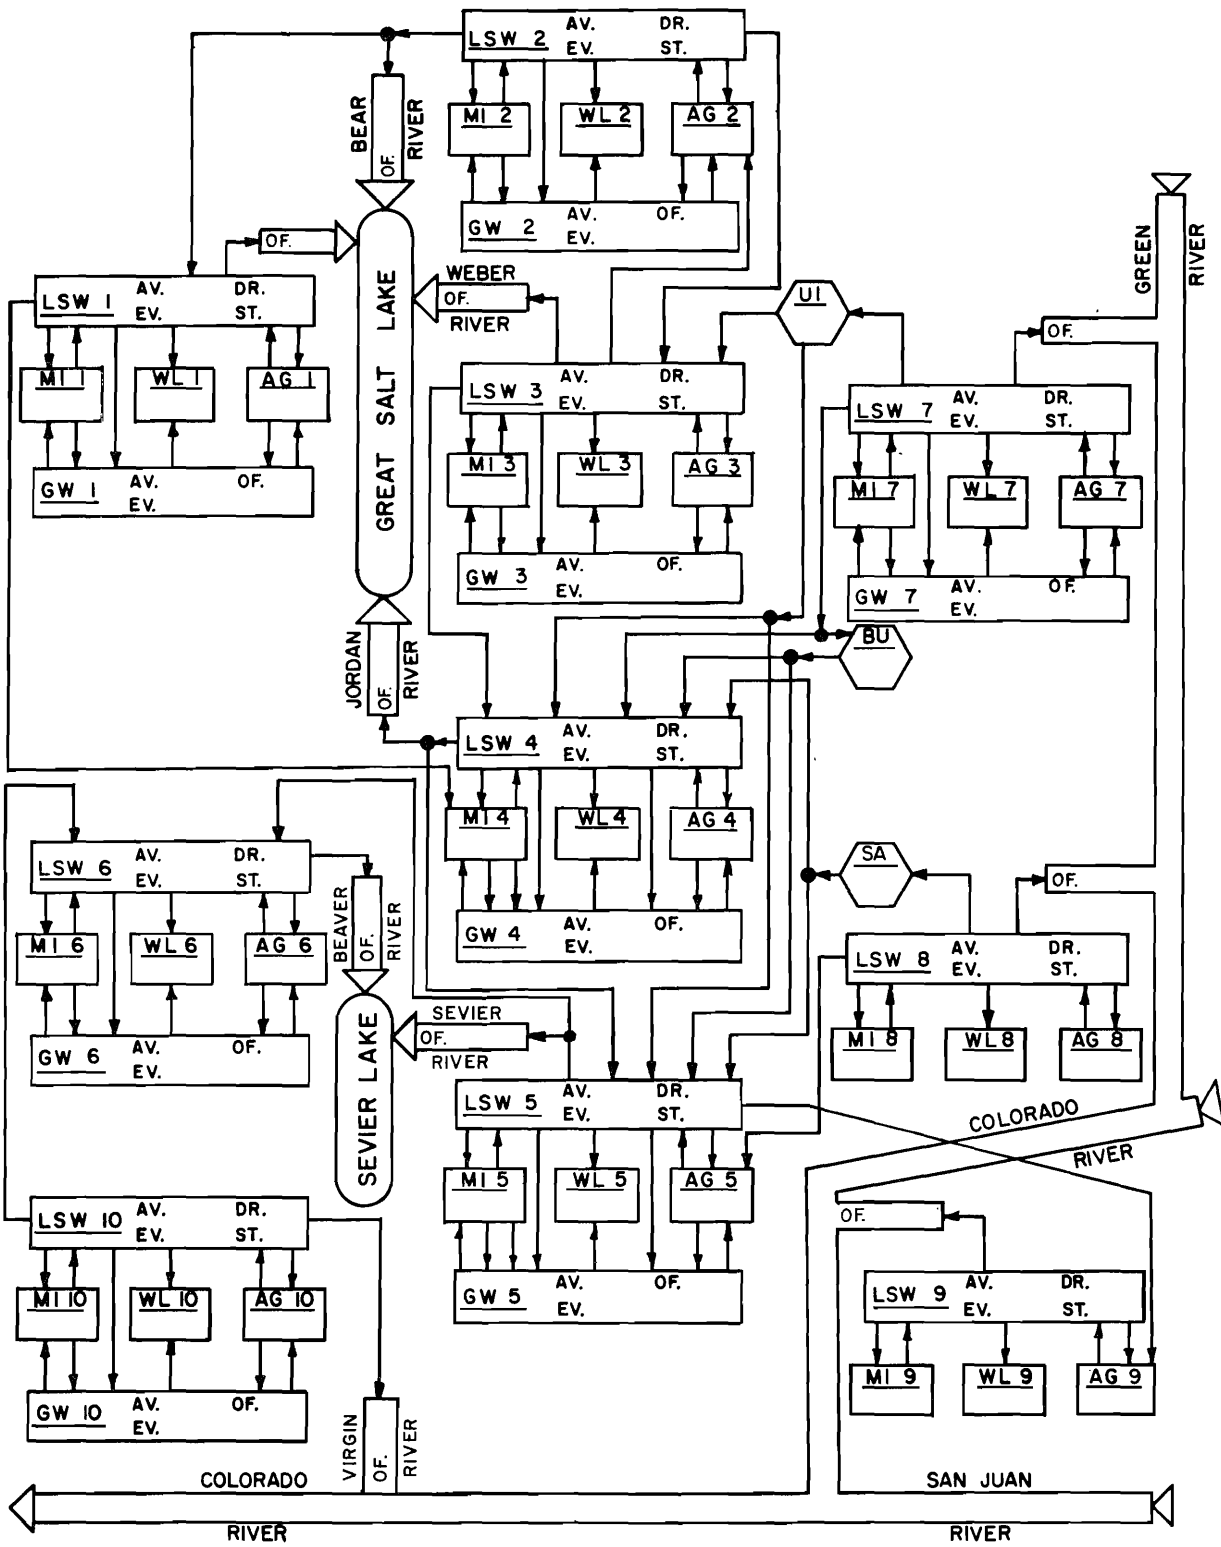 LSW 2 AV. DR.
EV. ST.
MI 2 WL 2 AG 2
GW 2 AV. OF.
EV.
BEAR
OF.
RIVER
OF.
LSW 1 AV. DR.
EV. ST.
MI 1 WL 1 AG 1
GW 1 AV. OF.
EV.
GREAT SALT LAKE
WEBER
OF.
RIVER
UI
GREEN
RIVER
OF.
LSW 3 AV. DR.
EV. ST.
MI 3 WL 3 AG 3
GW 3 AV. OF.
EV.
LSW 7 AV. DR.
EV. ST.
MI 7 WL 7 AG 7
GW 7 AV. OF.
EV.
BU
JORDAN
OF.
RIVER
LSW 4 AV. DR.
EV. ST.
MI 4 WL 4 AG 4
GW 4 AV. OF.
EV.
LSW 6 AV. DR.
EV. ST.
MI 6 WL 6 AG 6
GW 6 AV. OF.
EV.
BEAVER
OF.
RIVER
SEVIER LAKE
SEVIER
OF.
RIVER
SA
OF.
LSW 8 AV. DR.
EV. ST.
MI 8 WL 8 AG 8
COLORADO
RIVER
LSW 5 AV. DR.
EV. ST.
MI 5 WL 5 AG 5
GW 5 AV. OF.
EV.
LSW 10 AV. DR.
EV. ST.
MI 10 WL 10 AG 10
GW 10 AV. OF.
EV.
OF.
LSW 9 AV. DR.
EV. ST.
MI 9 WL 9 AG 9
VIRGIN
OF.
RIVER
COLORADO
RIVER
SAN JUAN
RIVER